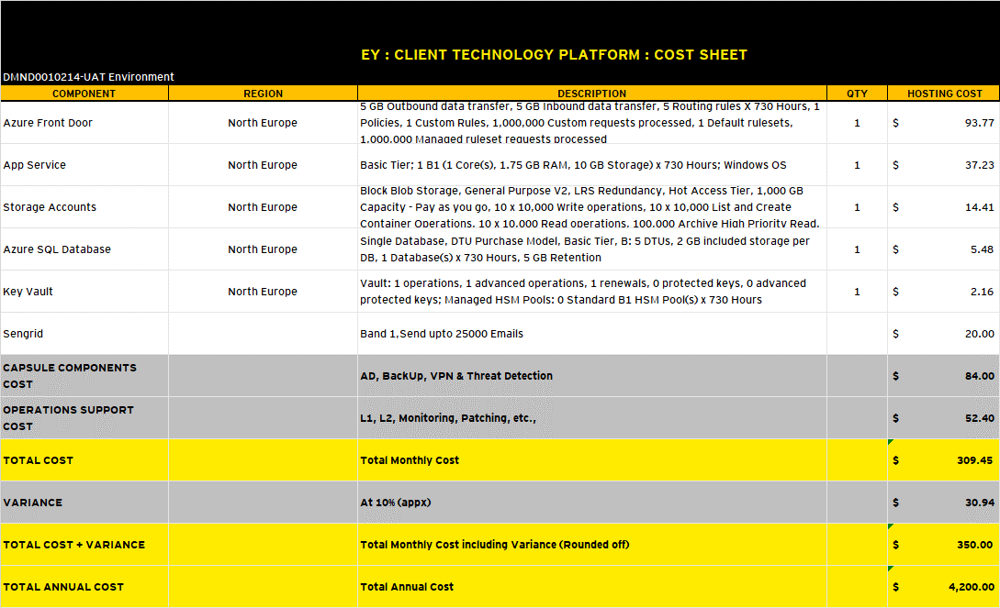 EY : CLIENT TECHNOLOGY PLATFORM : COST SHEET
DMND0010214-UAT Environment
COMPONENT REGION DESCRIPTION QTY HOSTING COST
5 GB Outbound data transfer, 5 GB Inbound data transfer, 5 Routing rules X 730 Hours, 1
Azure Front Door North Europe Policies, 1 Custom Rules, 1,000,000 Custom requests processed, 1 Default rulesets, 1 $ 93.77
1,000,000 Managed ruleset requests processed
App Service North Europe Basic Tier; 1 B1 (1 Core(s), 1.75 GB RAM, 10 GB Storage) x 730 Hours; Windows OS 1 $ 37.23
Block Blob Storage, General Purpose V2, LRS Redundancy, Hot Access Tier, 1,000 GB
Storage Accounts North Europe Capacity - Pay as you go, 10 x 10,000 Write operations, 10 x 10,000 List and Create 1 $ 14.41
Container Operations, 10 x 10,000 Read operations, 100,000 Archive High Priority Read,
Azure SQL Database North Europe Single Database, DTU Purchase Model, Basic Tier, B: 5 DTUs, 2 GB included storage per 1 $ 5.48
DB, 1 Database(s) x 730 Hours, 5 GB Retention
Key Vault North Europe Vault: 1 operations, 1 advanced operations, 1 renewals, 0 protected keys, 0 advanced 1 $ 2.16
protected keys; Managed HSM Pools: 0 Standard B1 HSM Pool(s) x 730 Hours
Sengrid Band 1,Send upto 25000 Emails $ 20.00
CAPSULE COMPONENTS
COST AD, BackUp, VPN & Threat Detection $ 84.00
OPERATIONS SUPPORT
COST L1, L2, Monitoring, Patching, etc., $ 52.40
TOTAL COST Total Monthly Cost $ 309.45
VARIANCE At 10% (appx) $ 30.94
TOTAL COST + VARIANCE Total Monthly Cost including Variance (Rounded off) $ 350.00
TOTAL ANNUAL COST Total Annual Cost $ 4,200.00